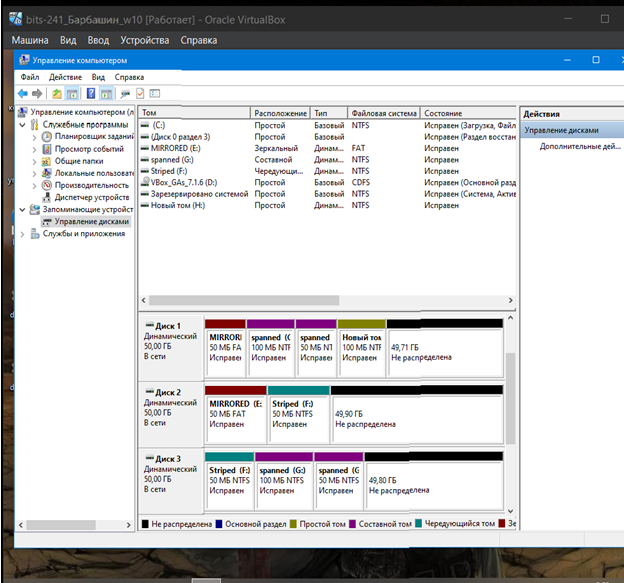 bits-241_Барбашин_w10 [Работает] - Oracle VirtualBox
Машина Вид Ввод Устройства Справка
Управление компьютером
Файл Действие Вид Справка
Управление компьютером (л
Служебные программы
Планировщик заданий
Просмотр событий
Общие папки
Локальные пользовате
Производительность
Диспетчер устройств
Запоминающие устройст
Управление дисками
Службы и приложения
Том Расположение Тип Файловая система Состояние
(C:) Простой Базовый NTFS Исправен (Загрузка, Файл
(Диск 0 раздел 3) Простой Базовый Исправен (Раздел восстан
MIRRORED (E:) Зеркальный Динам... FAT Исправен
spanned (G:) Составной Динам... NTFS Исправен
Striped (F:) Чередующи... Динам... NTFS Исправен
VBox_GAs_7.1.6 (D:) Простой Базовый CDFS Исправен (Основной разд
Зарезервировано системой Простой Базовый NTFS Исправен (Система, Актив
Новый том (H:) Простой Динам... NTFS Исправен
Действия
Управление дисками
Дополнительные дей...
Диск 1
Динамический
50,00 ГБ
В сети
MIRRORI
50 МБ FA
Исправен
spanned (G
100 МБ NTF
Исправен
spanned
50 МБ NT
Исправен
Новый том
100 МБ NTF
Исправен
49,71 ГБ
Не распределена
Диск 2
Динамический
50,00 ГБ
В сети
MIRRORED (E:
50 МБ FAT
Исправен
Striped (F:)
50 МБ NTFS
Исправен
49,90 ГБ
Не распределена
Диск 3
Динамический
50,00 ГБ
В сети
Striped (F:)
50 МБ NTFS
Исправен
spanned (G:)
100 МБ NTFS
Исправен
spanned (G
50 МБ NTFS
Исправен
49,80 ГБ
Не распределена
Не распределена Основной раздел Простой том Составной том Чередующийся том Зе